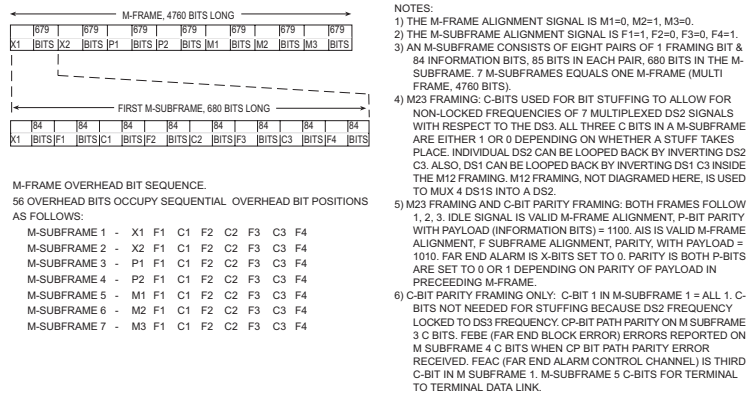 M-FRAME, 4760 BITS LONG
679 679 679 679 679 679 679
X1 BITS X2 BITS P1 BITS P2 BITS M1 BITS M2 BITS M3 BITS
FIRST M-SUBFRAME, 680 BITS LONG
84 84 84 84 84 84 84 84
X1 BITS F1 BITS C1 BITS F2 BITS C2 BITS F3 BITS C3 BITS F4 BITS
M-FRAME OVERHEAD BIT SEQUENCE.
56 OVERHEAD BITS OCCUPY SEQUENTIAL OVERHEAD BIT POSITIONS
AS FOLLOWS:
M-SUBFRAME 1 - X1 F1 C1 F2 C2 F3 C3 F4
M-SUBFRAME 2 - X2 F1 C1 F2 C2 F3 C3 F4
M-SUBFRAME 3 - P1 F1 C1 F2 C2 F3 C3 F4
M-SUBFRAME 4 - P2 F1 C1 F2 C2 F3 C3 F4
M-SUBFRAME 5 - M1 F1 C1 F2 C2 F3 C3 F4
M-SUBFRAME 6 - M2 F1 C1 F2 C2 F3 C3 F4
M-SUBFRAME 7 - M3 F1 C1 F2 C2 F3 C3 F4
NOTES:
1) THE M-FRAME ALIGNMENT SIGNAL IS M1=0, M2=1, M3=0.
2) THE M-SUBFRAME ALIGNMENT SIGNAL IS F1=1, F2=0, F3=0, F4=1.
3) AN M-SUBFRAME CONSISTS OF EIGHT PAIRS OF 1 FRAMING BIT &
84 INFORMATION BITS, 85 BITS IN EACH PAIR, 680 BITS IN THE M-
SUBFRAME. 7 M-SUBFRAMES EQUALS ONE M-FRAME (MULTI
FRAME, 4760 BITS).
4) M23 FRAMING: C-BITS USED FOR BIT STUFFING TO ALLOW FOR
NON-LOCKED FREQUENCIES OF 7 MULTIPLEXED DS2 SIGNALS
WITH RESPECT TO THE DS3. ALL THREE C BITS IN A M-SUBFRAME
ARE EITHER 1 OR 0 DEPENDING ON WHETHER A STUFF TAKES
PLACE. INDIVIDUAL DS2 CAN BE LOOPED BACK BY INVERTING DS2
C3. ALSO, DS1 CAN BE LOOPED BACK BY INVERTING DS1 C3 INSIDE
THE M12 FRAMING. M12 FRAMING, NOT DIAGRAMED HERE, IS USED
TO MUX 4 DS1S INTO A DS2.
5) M23 FRAMING AND C-BIT PARITY FRAMING: BOTH FRAMES FOLLOW
1, 2, 3. IDLE SIGNAL IS VALID M-FRAME ALIGNMENT, P-BIT PARITY
WITH PAYLOAD (INFORMATION BITS) = 1100. AIS IS VALID M-FRAME
ALIGNMENT, F SUBFRAME ALIGNMENT, PARITY, WITH PAYLOAD =
1010. FAR END ALARM IS X-BITS SET TO 0. PARITY IS BOTH P-BITS
ARE SET TO 0 OR 1 DEPENDING ON PARITY OF PAYLOAD IN
PRECEEDING M-FRAME.
6) C-BIT PARITY FRAMING ONLY: C-BIT 1 IN M-SUBFRAME 1 = ALL 1. C-
BITS NOT NEEDED FOR STUFFING BECAUSE DS2 FREQUENCY
LOCKED TO DS3 FREQUENCY. CP-BIT PATH PARITY ON M SUBFRAME
3 C BITS. FEBE (FAR END BLOCK ERROR) ERRORS REPORTED ON
M SUBFRAME 4 C BITS WHEN CP BIT PATH PARITY ERROR
RECEIVED. FEAC (FAR END ALARM CONTROL CHANNEL) IS THIRD
C-BIT IN M SUBFRAME 1. M-SUBFRAME 5 C-BITS FOR TERMINAL
TO TERMINAL DATA LINK.